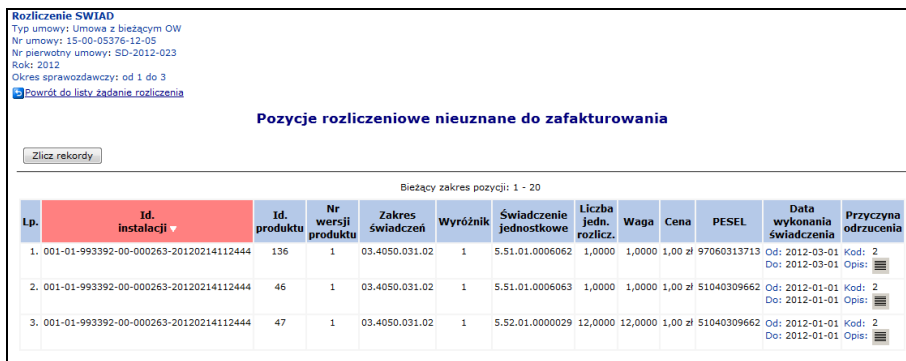 Rozliczenie SWIAD
Typ umowy: Umowa z bieżącym OW
Nr umowy: 15-00-05376-12-05
Nr pierwotny umowy: SD-2012-023
Rok: 2012
Okres sprawozdawczy: od 1 do 3
Powrót do listy żądanie rozliczenia
Pozycje rozliczeniowe nieuznane do zafakturowania
Zlicz rekordy
Bieżący zakres pozycji: 1 - 20
Lp. Id. instalacji Id. produktu Nr wersji produktu Zakres świadczeń Wyróżnik Świadczenie jednostkowe Liczba jedn. rozlicz. Waga Cena PESEL Data wykonania świadczenia Przyczyna odrzucenia
1. 001-01-993392-00-000263-20120214112444 136 1 03.4050.031.02 1 5.51.01.0006062 1,0000 1,0000 1,00 zł 97060313713 Od: 2012-03-01 Kod: 2
Do: 2012-03-01 Opis:
2. 001-01-993392-00-000263-20120214112444 46 1 03.4050.031.02 1 5.51.01.0006063 1,0000 1,0000 1,00 zł 51040309662 Od: 2012-01-01 Kod: 2
Do: 2012-01-01 Opis:
3. 001-01-993392-00-000263-20120214112444 47 1 03.4050.031.02 1 5.52.01.0000029 12,0000 12,0000 1,00 zł 51040309662 Od: 2012-01-01 Kod: 2
Do: 2012-01-01 Opis: